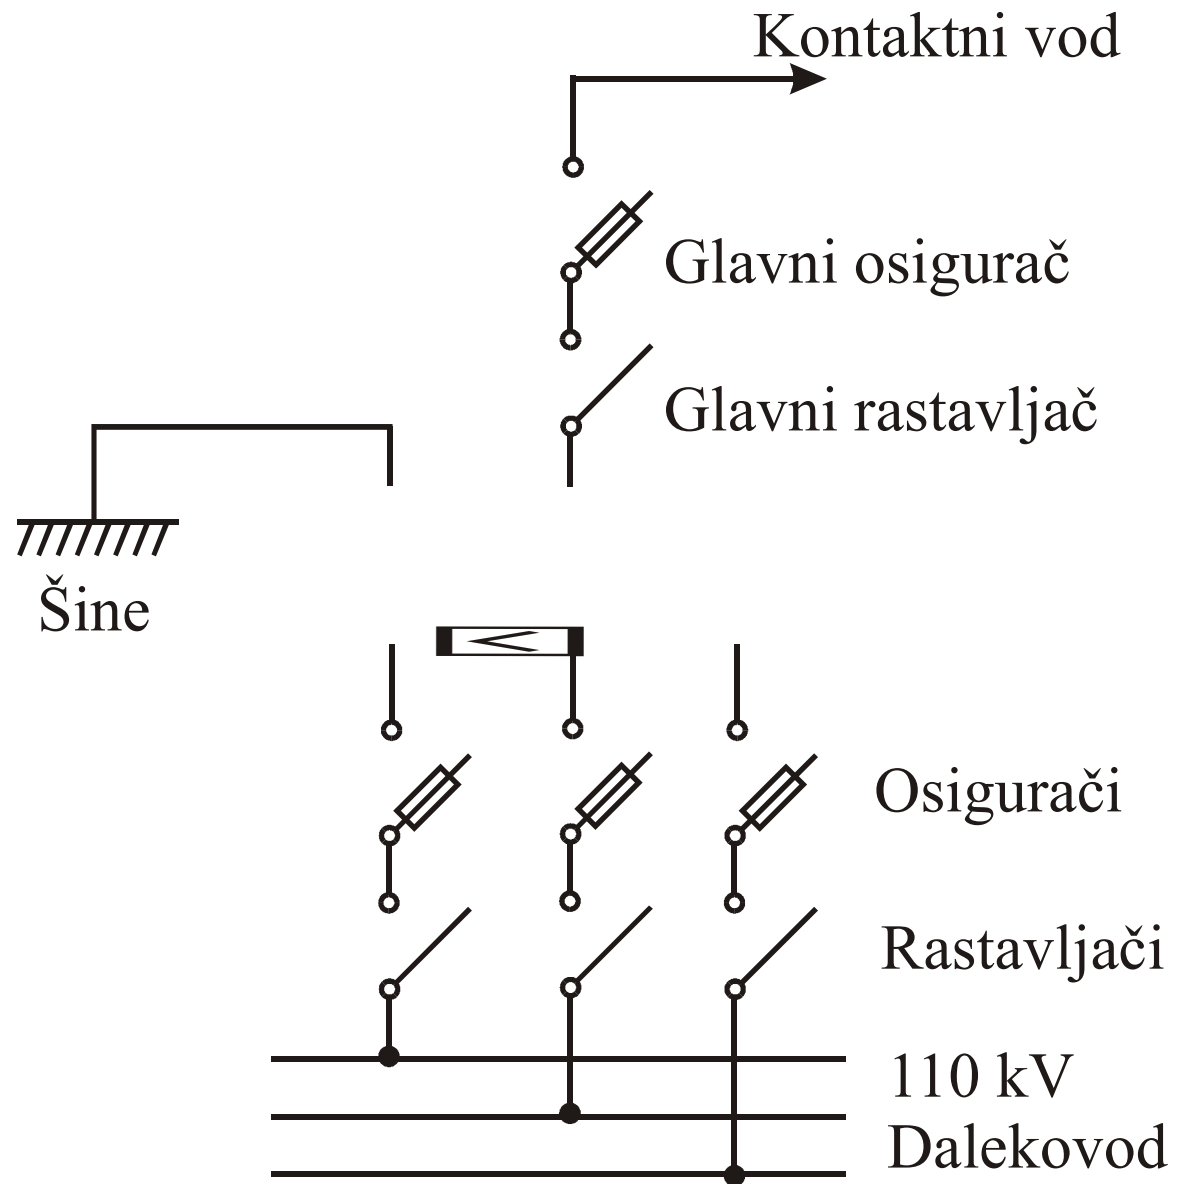 Kontaktni vod
Glavni osigurač
Glavni rastavljač
Šine
Osigurači
Rastavljači
110 kV
Dalekovod